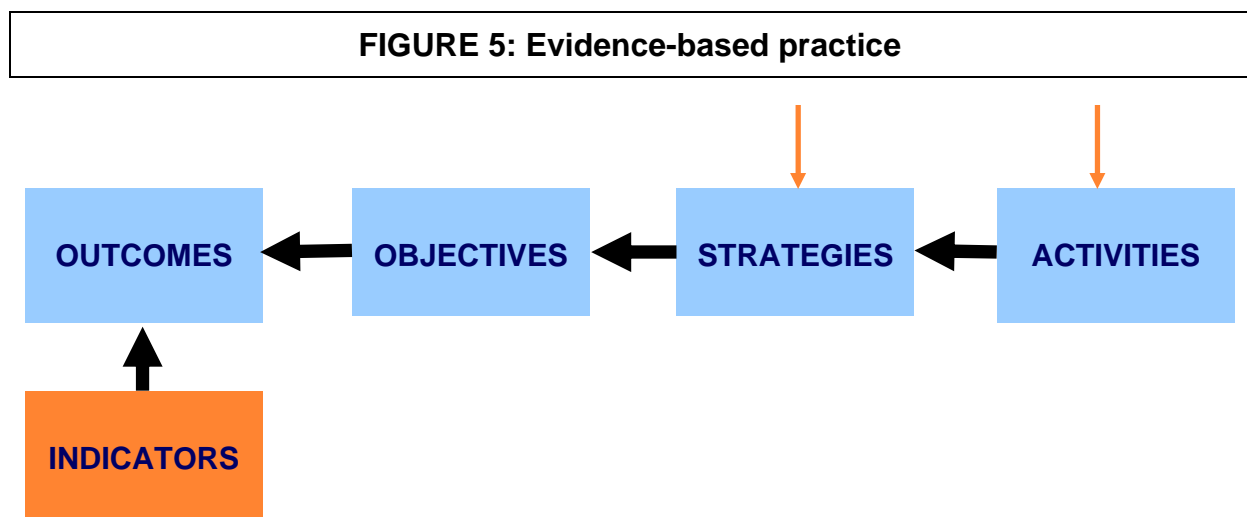 FIGURE 5: Evidence-based practice
OUTCOMES
OBJECTIVES
STRATEGIES
ACTIVITIES
INDICATORS